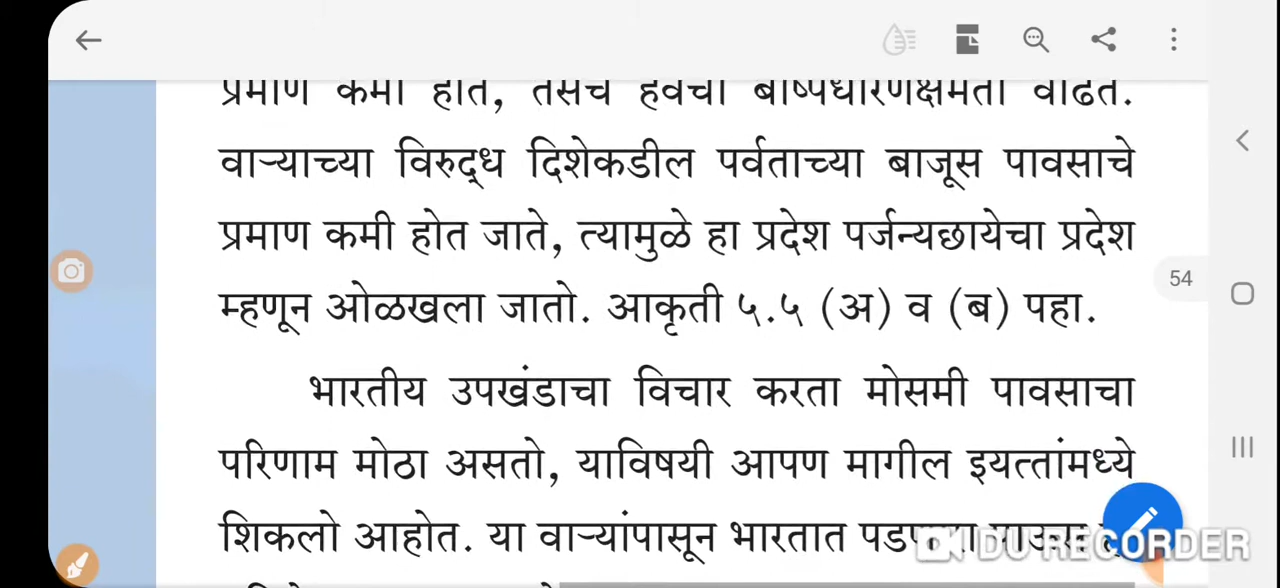 प्रमाण कमी होते, तसेच हवेची बाष्पधारणक्षमता वाढते.
वाऱ्याच्या विरुद्ध दिशेकडील पर्वताच्या बाजूस पावसाचे
प्रमाण कमी होत जाते, त्यामुळे हा प्रदेश पर्जन्यछायेचा प्रदेश
म्हणून ओळखला जातो. आकृती ५.५ (अ) व (ब) पहा.
54
भारतीय उपखंडाचा विचार करता मोसमी पावसाचा
परिणाम मोठा असतो, याविषयी आपण मागील इयत्तांमध्ये
शिकलो आहोत. या वाऱ्यांपासून भारतात
DU RECORDER